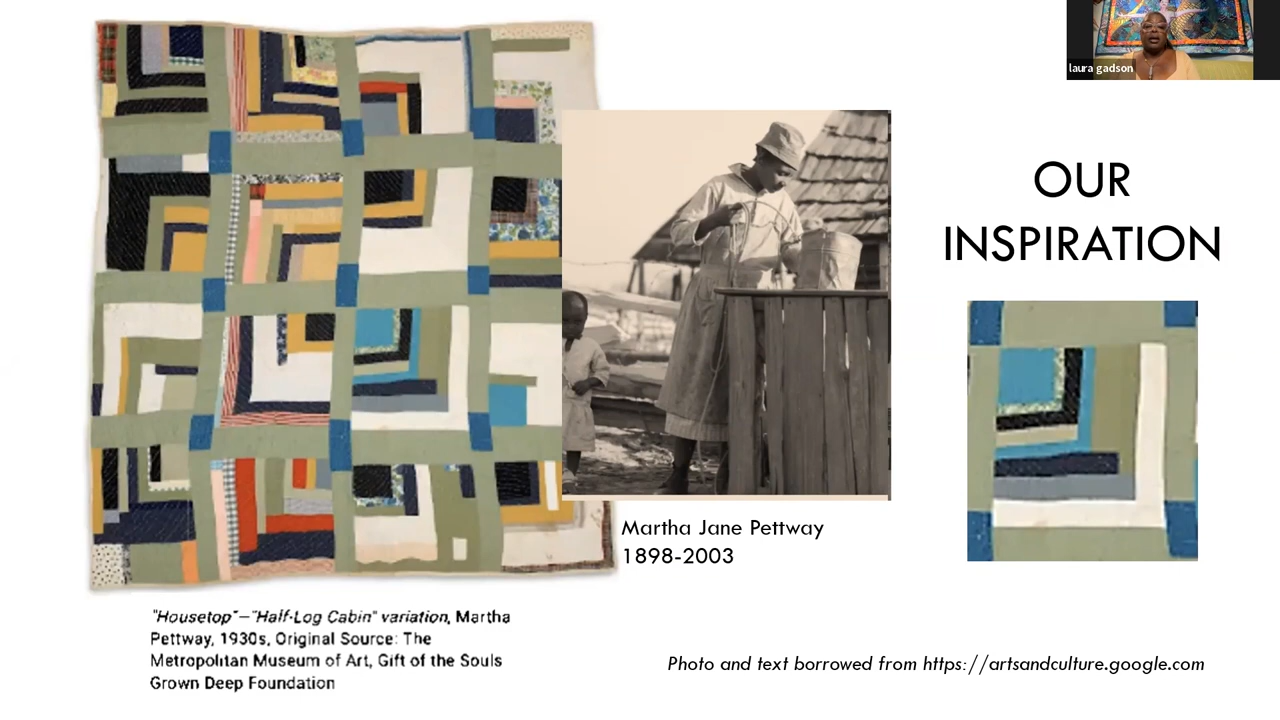 laura gadson
OUR
INSPIRATION
Martha Jane Pettway
1898-2003
"Housetop"—"Half-Log Cabin" variation, Martha
Pettway, 1930s, Original Source: The
Metropolitan Museum of Art, Gift of the Souls
Grown Deep Foundation
Photo and text borrowed from https://artsandculture.google.com